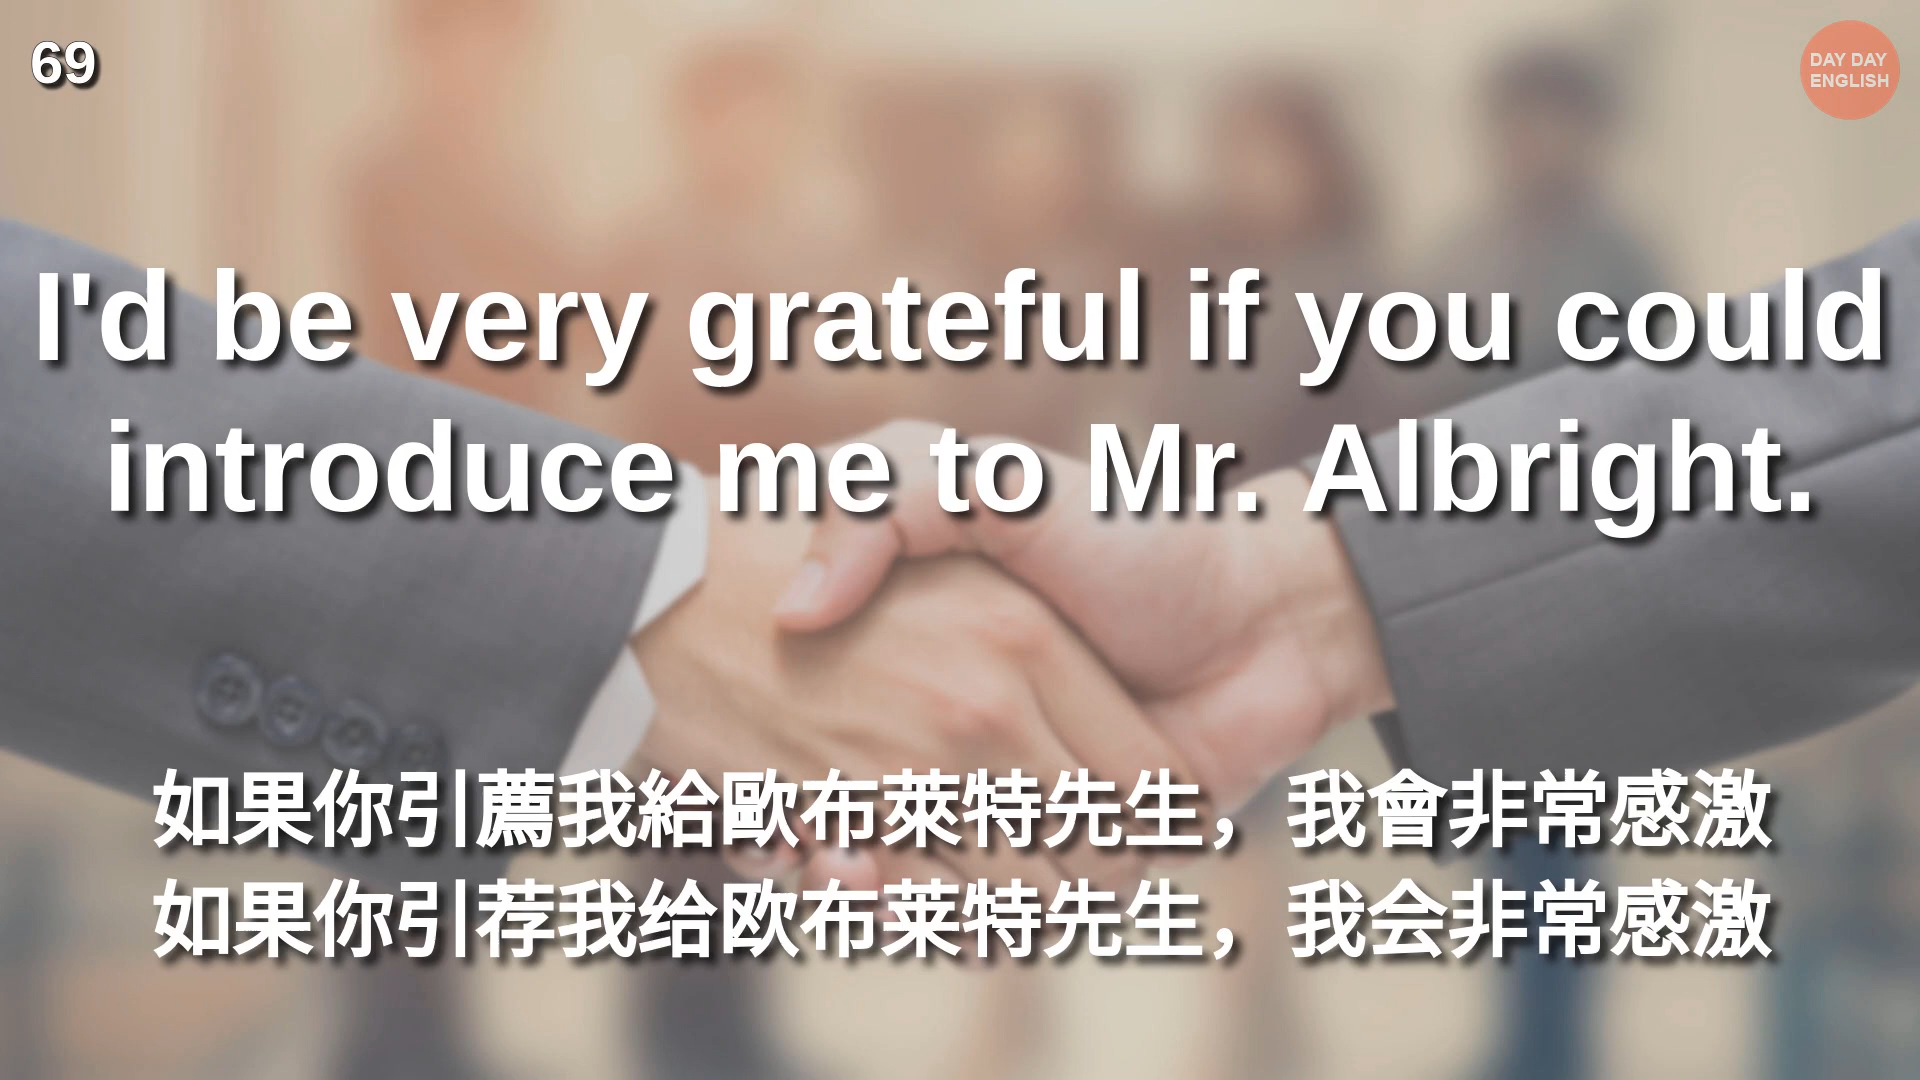 69
DAY DAY
ENGLISH
I'd be very grateful if you could
introduce me to Mr. Albright.
如果你引薦我給歐布萊特先生，我會非常感激
如果你引荐我给欧布莱特先生，我会非常感激